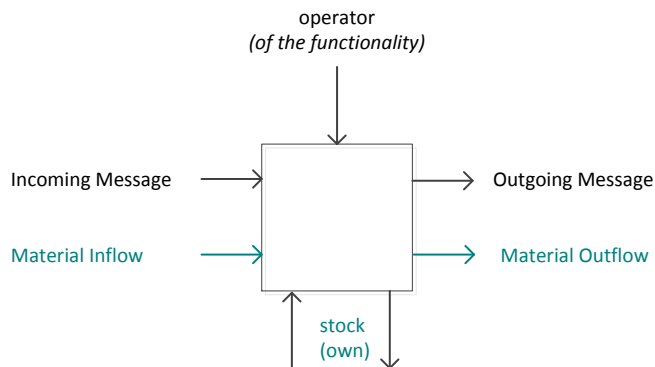 operator
(of the functionality)
Incoming Message
Outgoing Message
Material Inflow
Material Outflow
stock
(own)